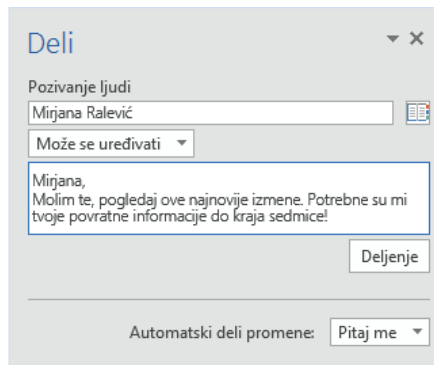 Deli
Pozivanje ljudi
Mirjana Ralević
Može se uređivati
Mirjana,
Molim te, pogledaj ove najnovije izmene. Potrebne su mi
tvoje povratne informacije do kraja sedmice!
Deljenje
Automatski deli promene: Pitaj me